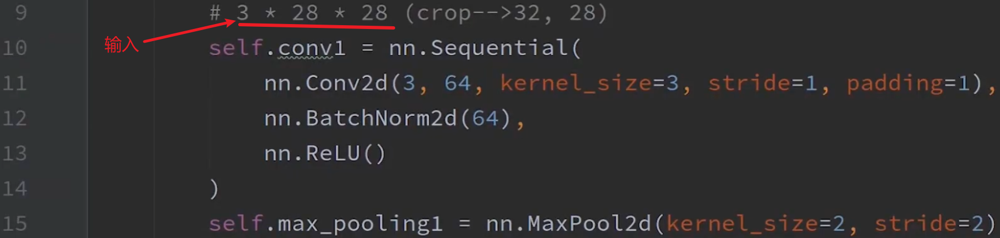 9 # 3 * 28 * 28 (crop-->32, 28)
输入
10 self.conv1 = nn.Sequential(
11 nn.Conv2d(3, 64, kernel_size=3, stride=1, padding=1),
12 nn.BatchNorm2d(64),
13 nn.ReLU()
14 )
15 self.max_pooling1 = nn.MaxPool2d(kernel_size=2, stride=2)